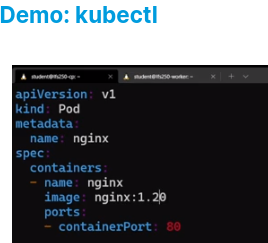 Demo: kubectl
student@lfs250-cp: ~ × student@lfs250-worker: ~ × + ~
apiVersion: v1
kind: Pod
metadata:
  name: nginx
spec:
  containers:
  - name: nginx
    image: nginx:1.20
    ports:
    - containerPort: 80